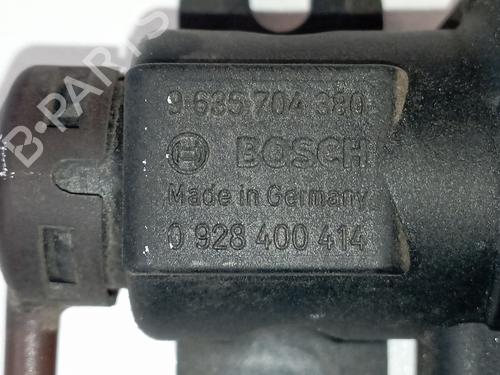 B-PARTS
9 635 704 380
BOSCH
Made in Germany
0 928 400 414